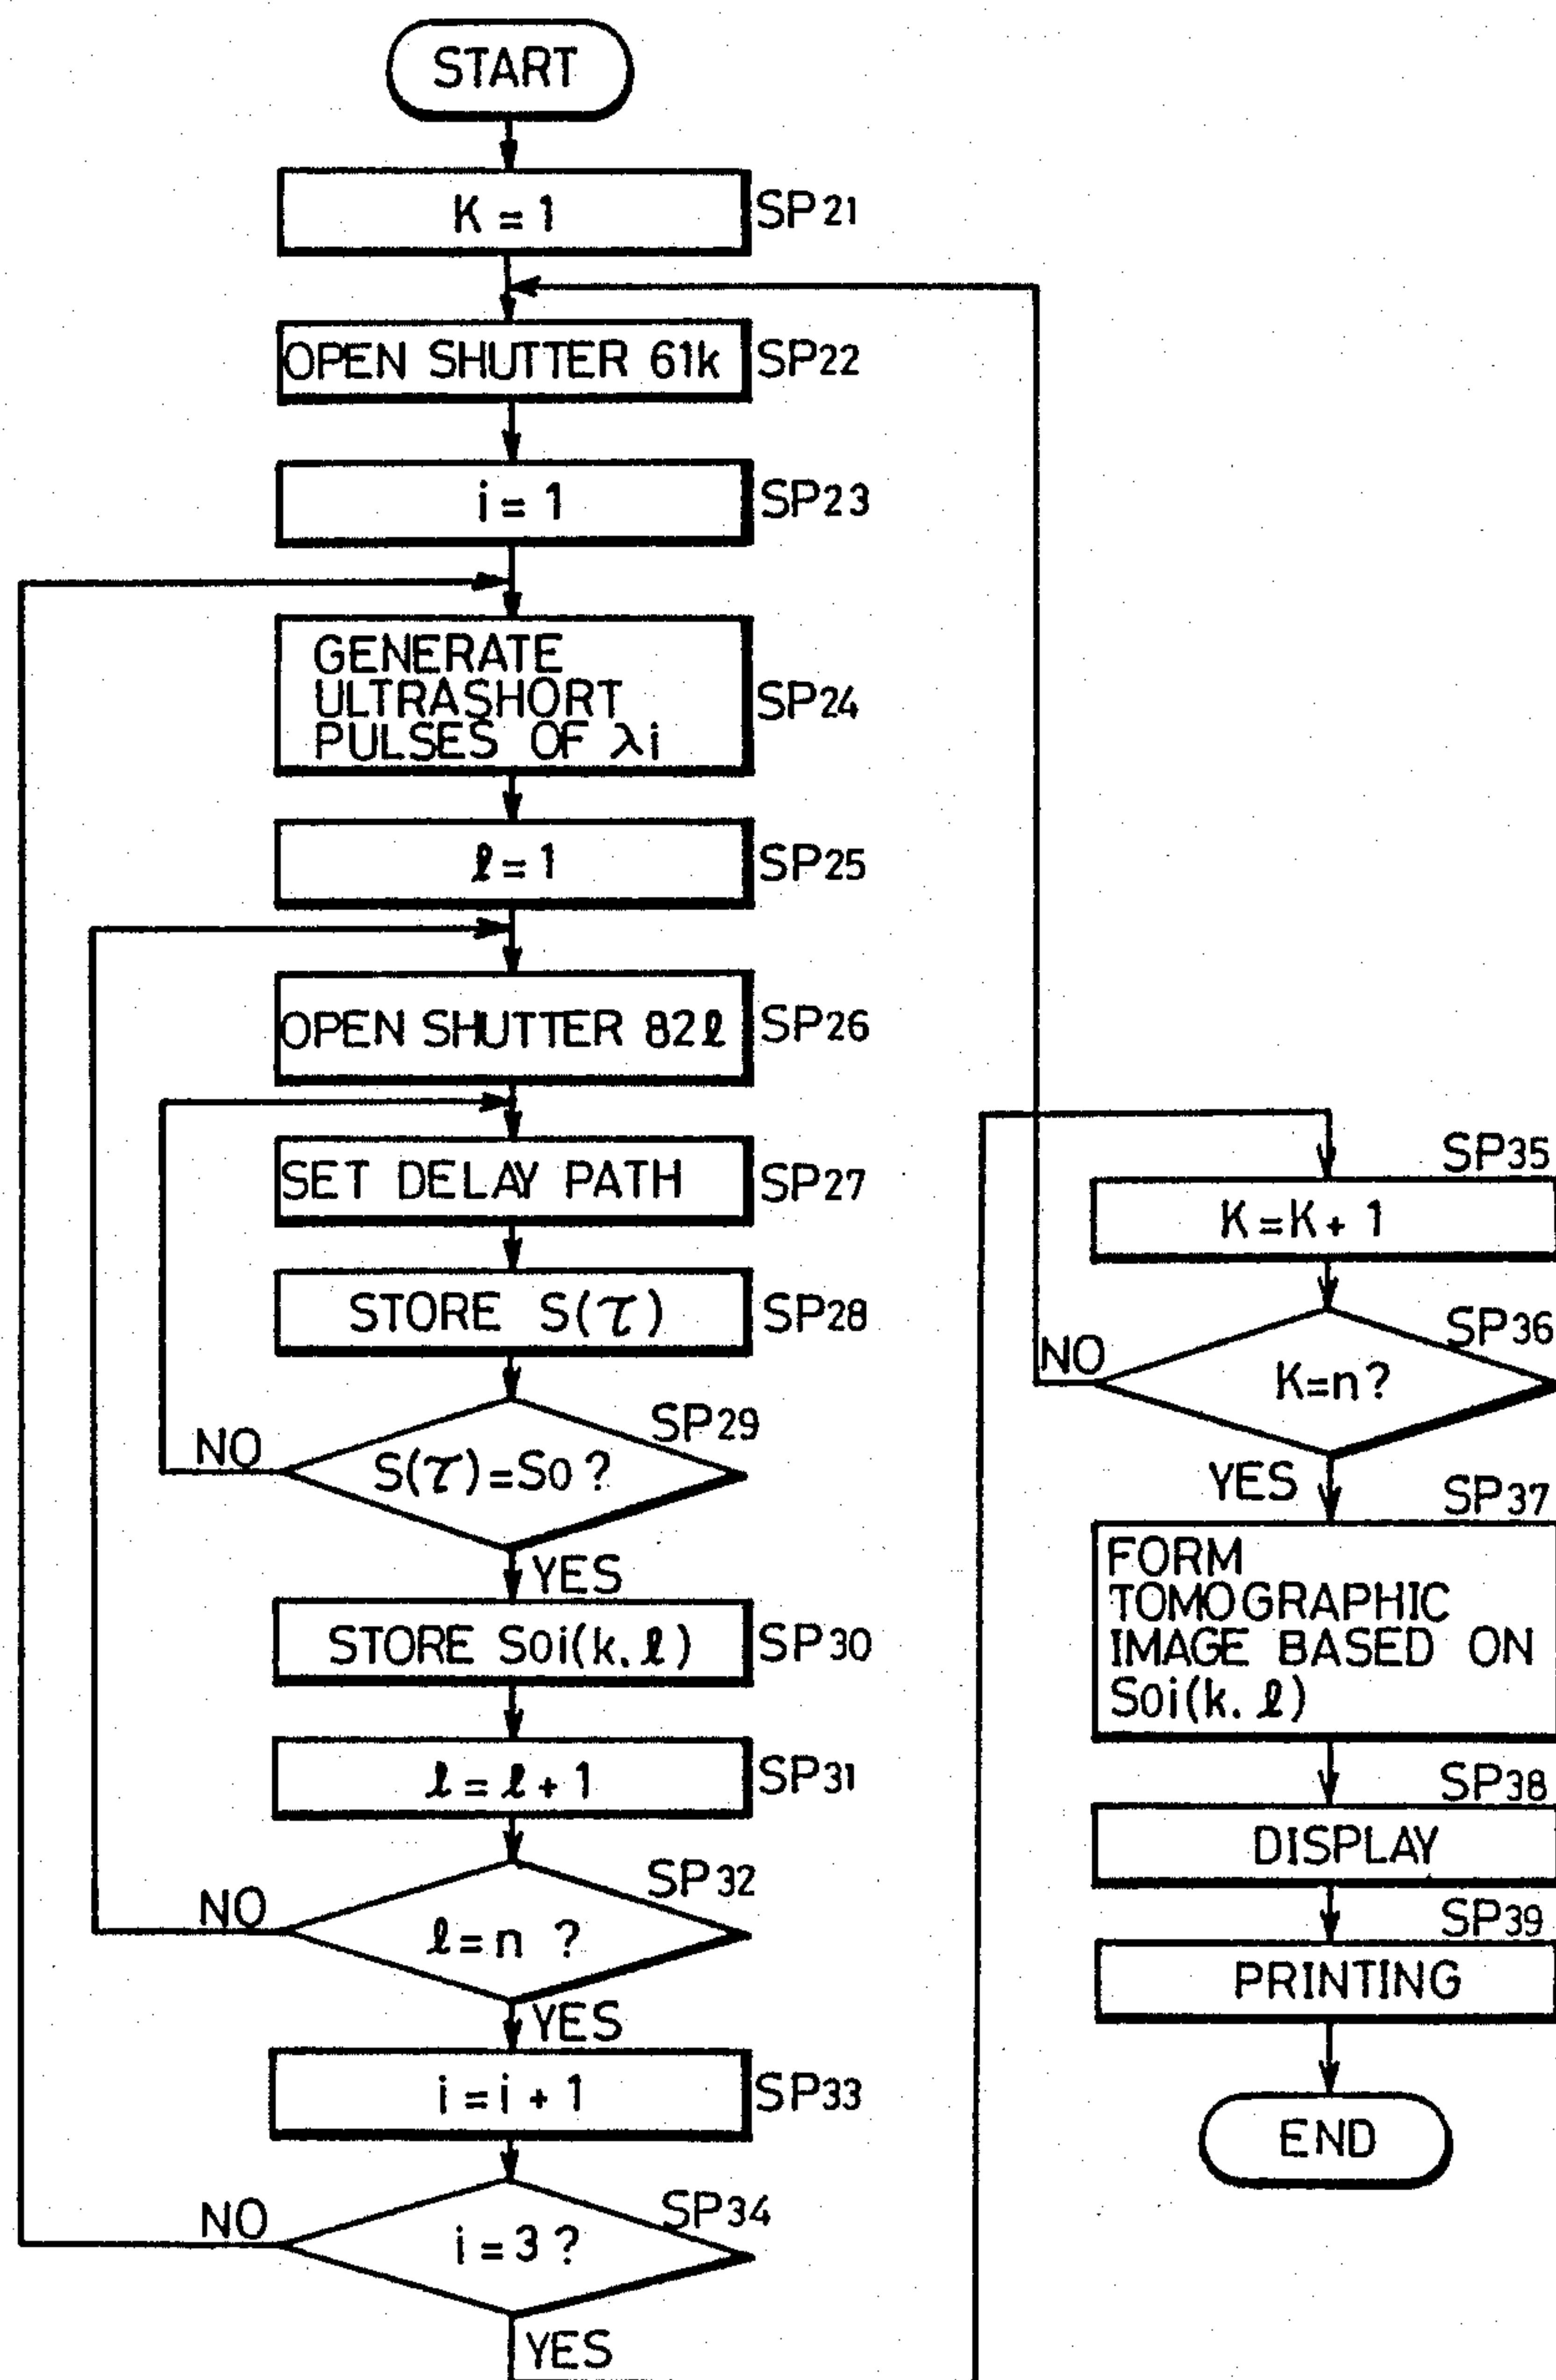 START
K = 1
SP21
OPEN SHUTTER 61k
SP22
i = 1
SP23
GENERATE
ULTRASHORT
PULSES OF λi
SP24
ℓ = 1
SP25
OPEN SHUTTER 82ℓ
SP26
SET DELAY PATH
SP27
STORE S(τ)
SP28
SP29
NO
S(τ)=So?
YES
STORE Soi(k.ℓ)
SP30
ℓ = ℓ + 1
SP31
SP32
NO
ℓ=n ?
YES
i = i + 1
SP33
SP34
NO
i = 3 ?
YES
SP35
K=K+ 1
SP36
NO
K=n?
YES
SP37
FORM
TOMOGRAPHIC
IMAGE BASED ON
Soi(k.ℓ)
SP38
DISPLAY
SP39
PRINTING
END